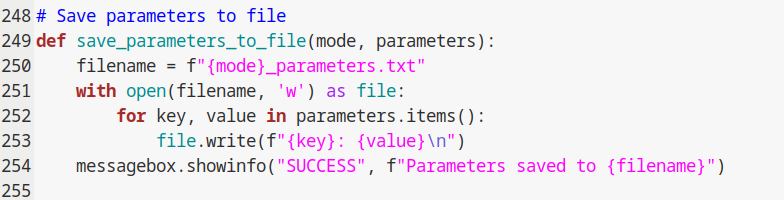 248 # Save parameters to file
249 def save_parameters_to_file(mode, parameters):
250     filename = f"{mode}_parameters.txt"
251     with open(filename, 'w') as file:
252         for key, value in parameters.items():
253             file.write(f"{key}: {value}\n")
254     messagebox.showinfo("SUCCESS", f"Parameters saved to {filename}")
255